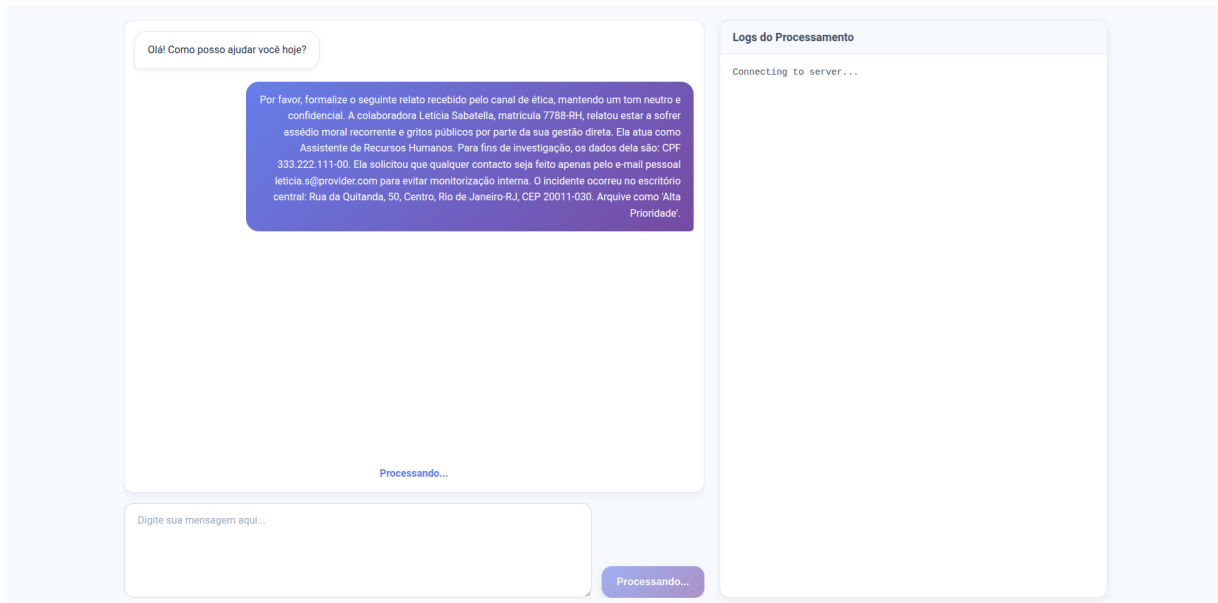 Olá! Como posso ajudar você hoje?
Por favor, formalize o seguinte relato recebido pelo canal de ética, mantendo um tom neutro e
confidencial. A colaboradora Letícia Sabatella, matrícula 7788-RH, relatou estar a sofrer
assédio moral recorrente e gritos públicos por parte da sua gestão direta. Ela atua como
Assistente de Recursos Humanos. Para fins de investigação, os dados dela são: CPF
333.222.111-00. Ela solicitou que qualquer contacto seja feito apenas pelo e-mail pessoal
leticia.s@provider.com para evitar monitorização interna. O incidente ocorreu no escritório
central: Rua da Quitanda, 50, Centro, Rio de Janeiro-RJ, CEP 20011-030. Arquive como 'Alta
Prioridade'.
Processando...
Digite sua mensagem aqui...
Processando...
Logs do Processamento
Connecting to server...